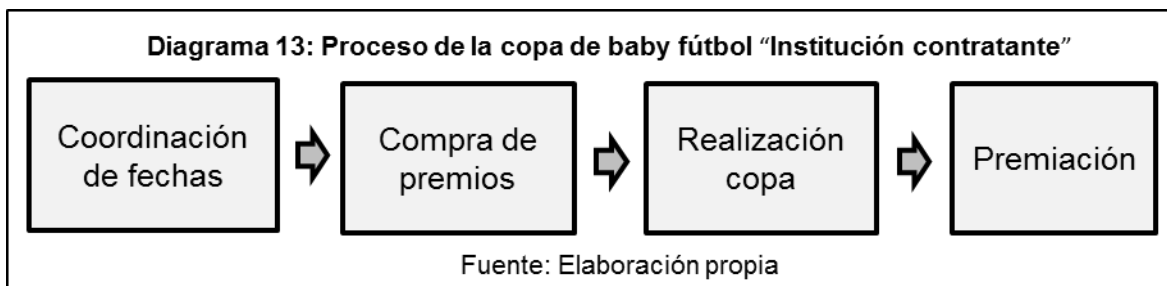 Diagrama 13: Proceso de la copa de baby fútbol “Institución contratante”
Coordinación
de fechas
Compra de
premios
Realización
copa
Premiación
Fuente: Elaboración propia